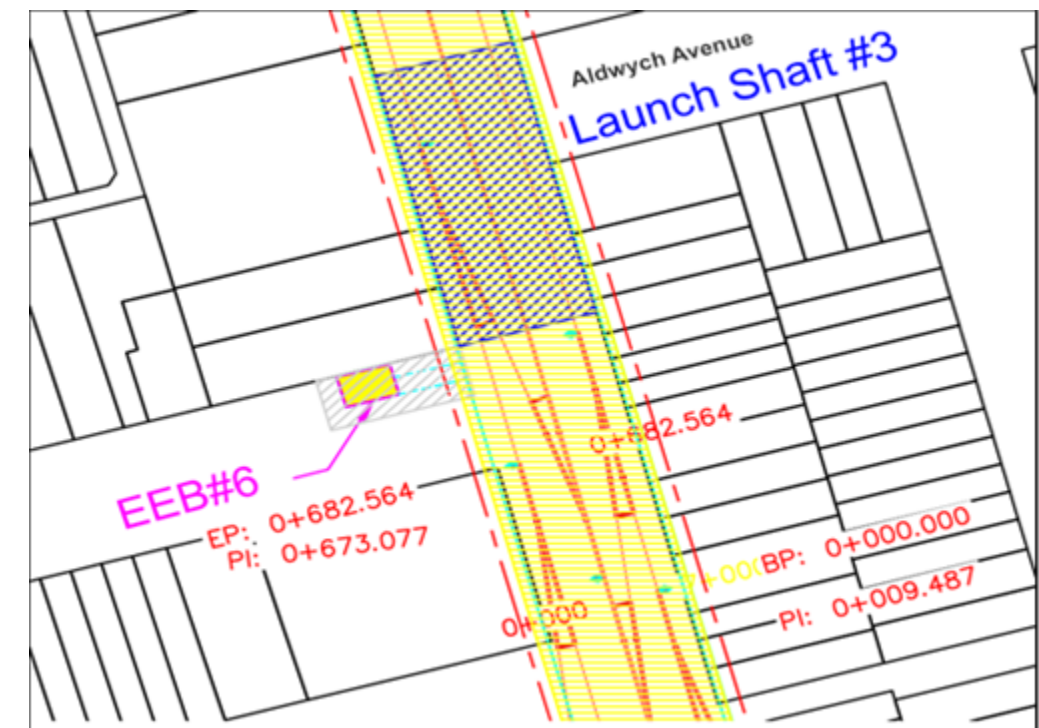 Aldwych Avenue
Launch Shaft #3
0+682.564
EEB#6
EP: 0+682.564
PI: 0+673.077
BP: 0+000.000
PI: 0+009.487
0+000